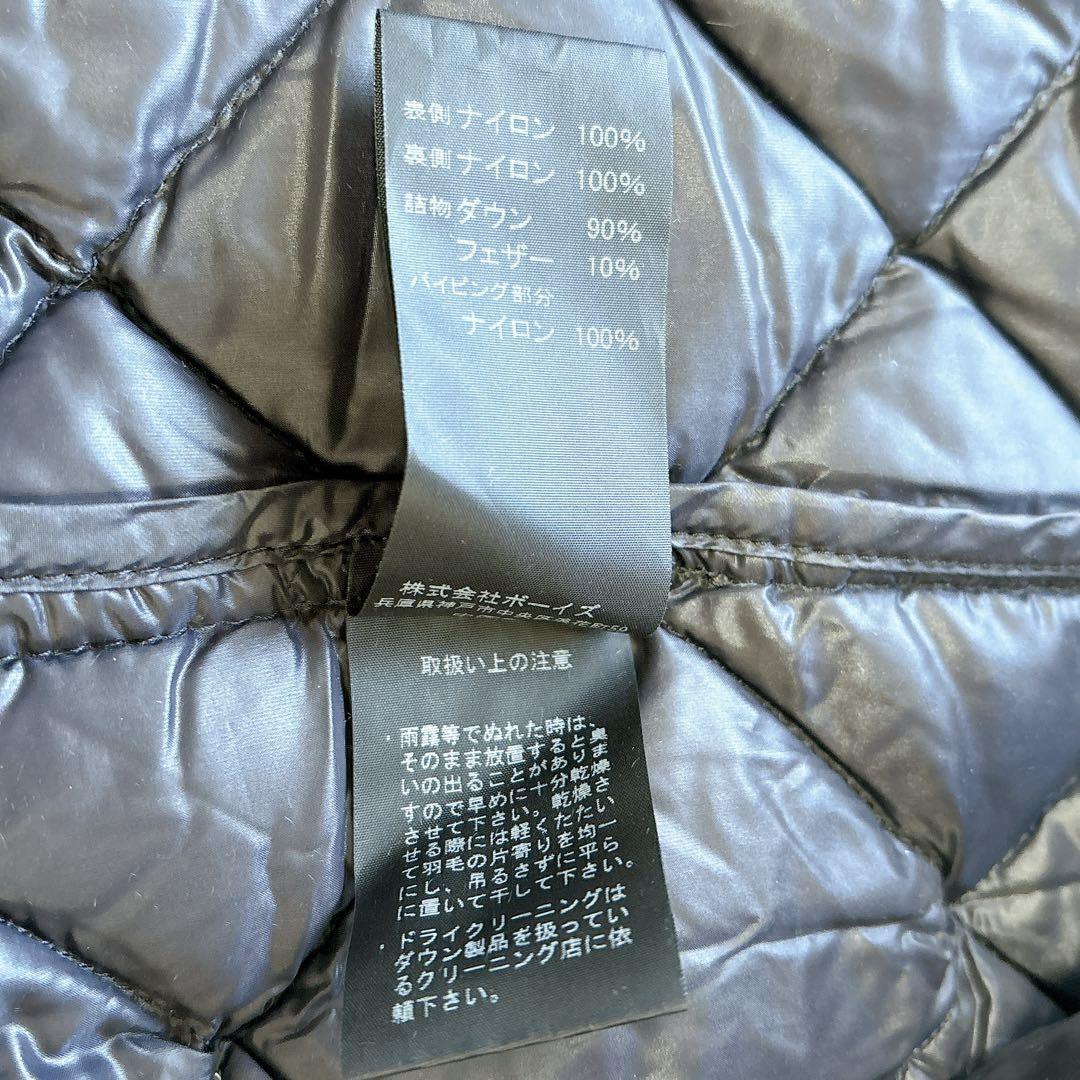 表側 ナイロン 100%
裏側 ナイロン 100%
詰物 ダウン 90%
フェザー 10%
パイピング部分
ナイロン 100%
株式会社ボーイズ
兵庫県神戸市中央区
取扱い上の注意
・雨露等でぬれた時は、
そのまま放置すると臭
いの出ることがありま
すので早めに十分乾燥
させて下さい。乾燥さ
せる際には軽くたたい
て羽毛の片寄りを均一
にし、吊るさずに平ら
に置いて干して下さい。
・ドライクリーニングは
ダウン製品を扱ってい
るクリーニング店に依
頼下さい。